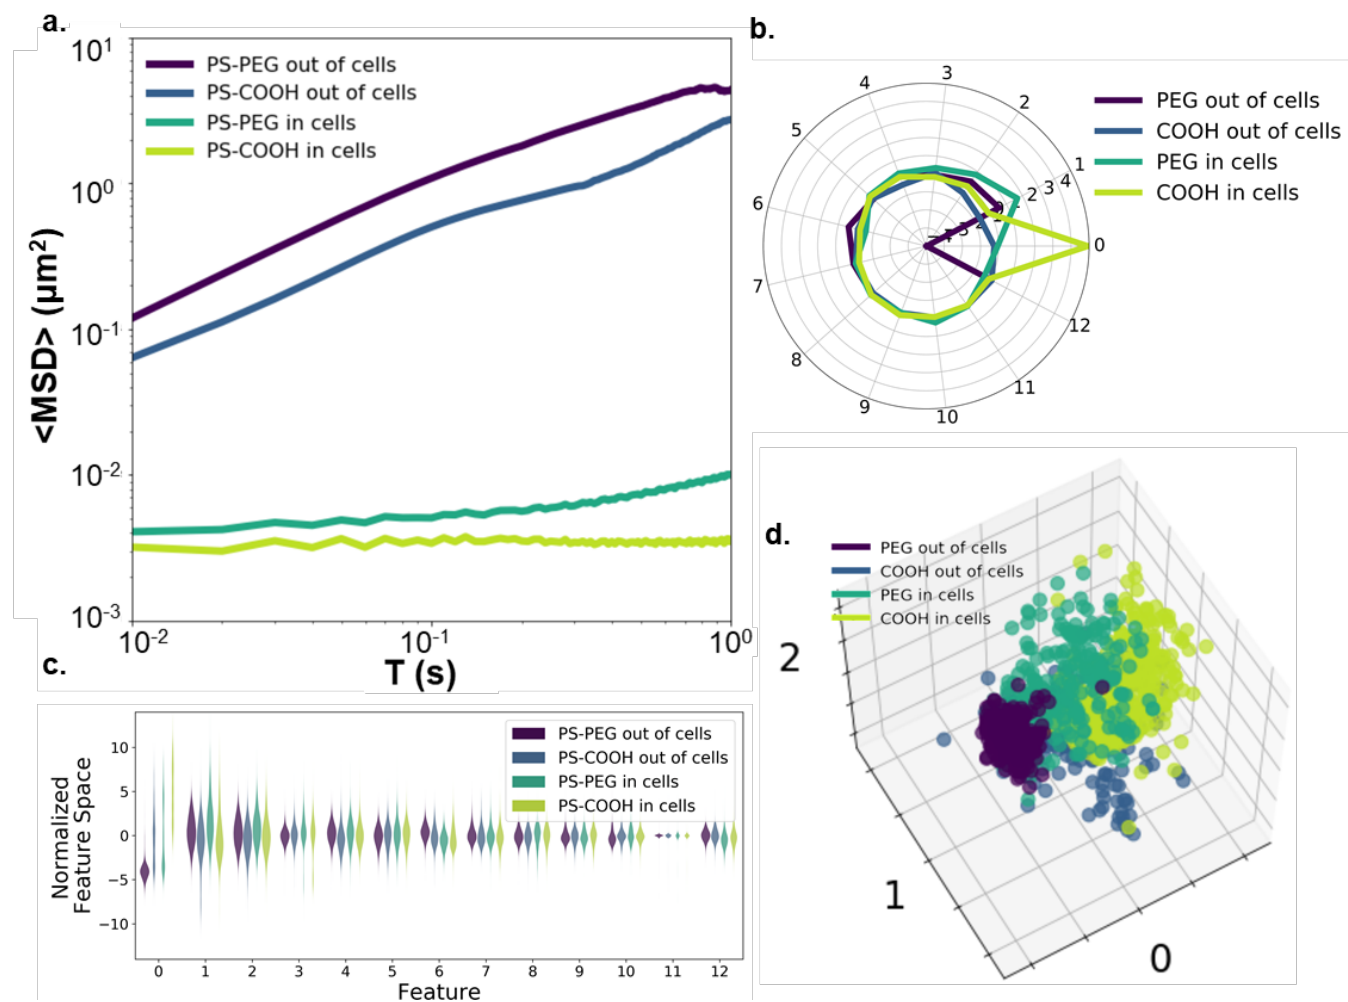 a.
10¹
10⁰
10⁻¹
10⁻²
10⁻³
<MSD> (μm²)
PS-PEG out of cells
PS-COOH out of cells
PS-PEG in cells
PS-COOH in cells
10⁻²
10⁻¹
10⁰
T (s)
b.
0
1
2
3
4
5
6
7
8
9
10
11
12
2
3
4
PEG out of cells
COOH out of cells
PEG in cells
COOH in cells
c.
Normalized
Feature Space
10
5
0
−5
−10
PS-PEG out of cells
PS-COOH out of cells
PS-PEG in cells
PS-COOH in cells
0 1 2 3 4 5 6 7 8 9 10 11 12
Feature
d.
PEG out of cells
COOH out of cells
PEG in cells
COOH in cells
2
1
0